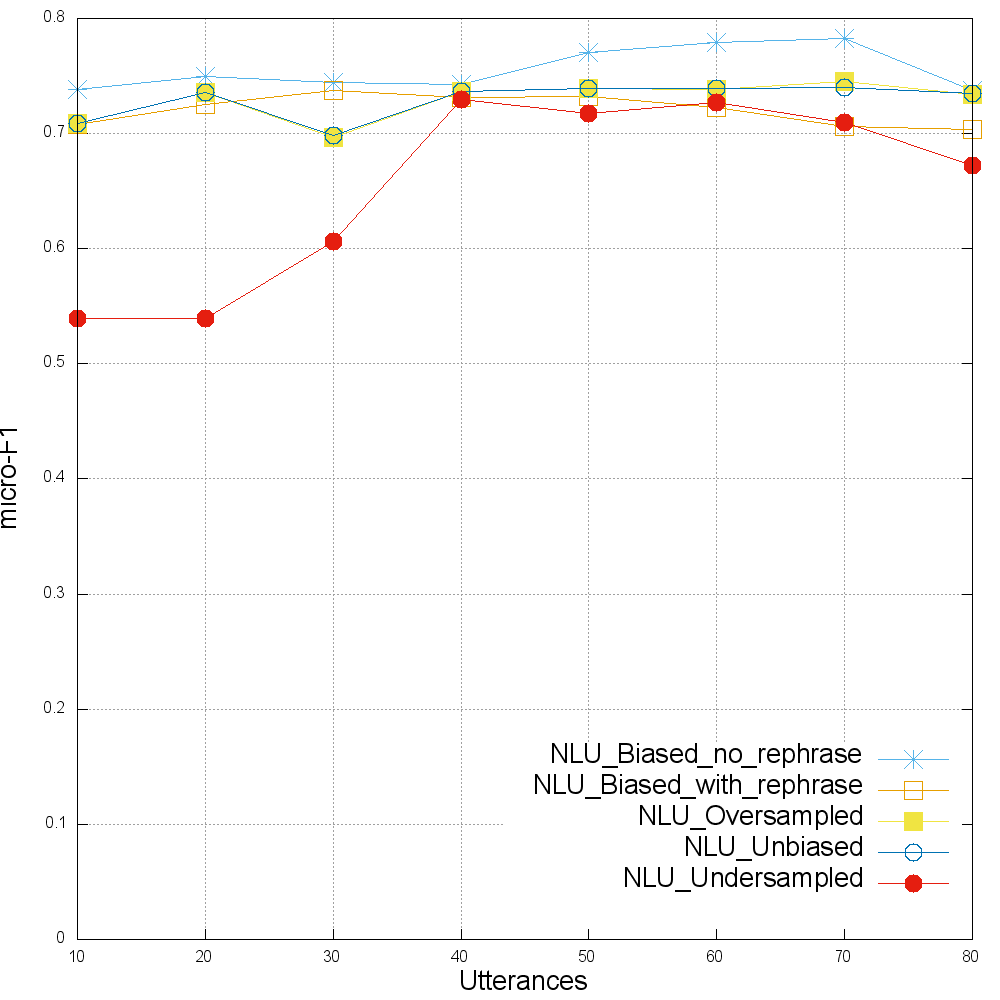 0.8
0.7
0.6
0.5
0.4
0.3
0.2
0.1
0
micro-F1
NLU_Biased_no_rephrase
NLU_Biased_with_rephrase
NLU_Oversampled
NLU_Unbiased
NLU_Undersampled
10 20 30 40 50 60 70 80
Utterances